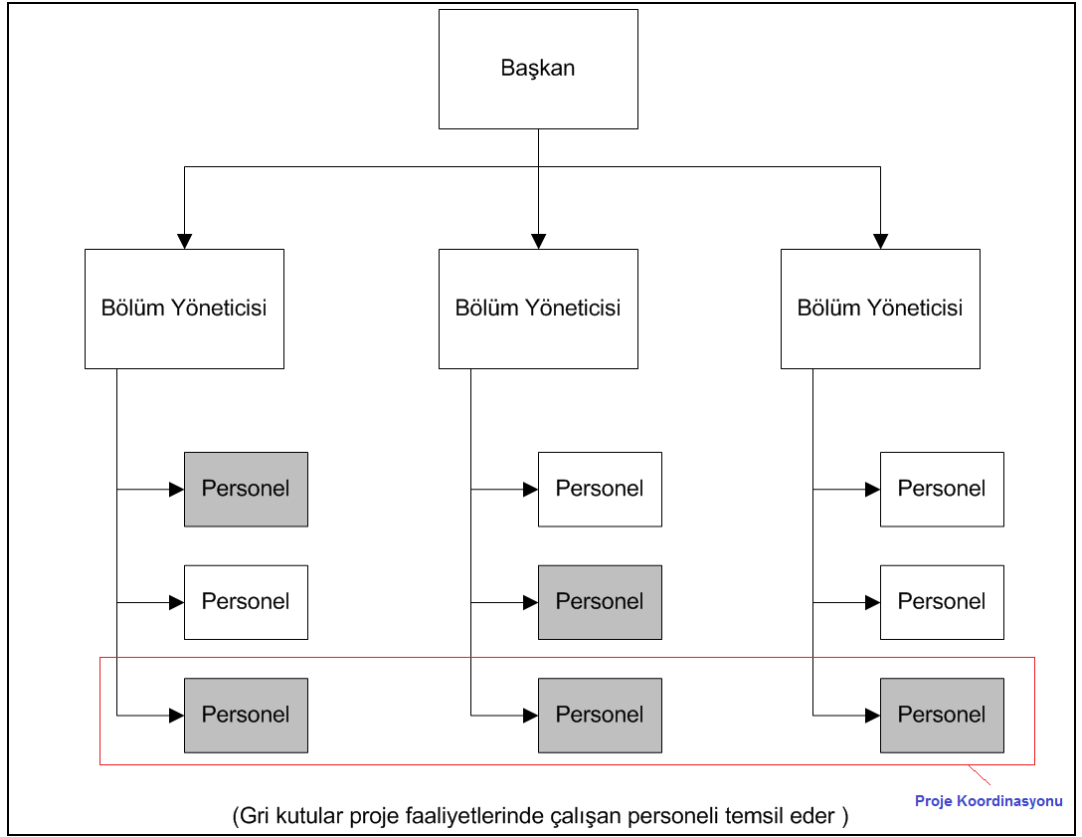 Başkan
Bölüm Yöneticisi
Bölüm Yöneticisi
Bölüm Yöneticisi
Personel
Personel
Personel
Personel
Personel
Personel
Personel
Personel
Personel
Proje Koordinasyonu
(Gri kutular proje faaliyetlerinde çalışan personeli temsil eder )